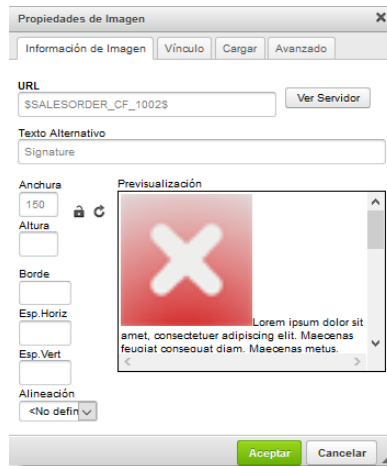 Propiedades de Imagen
Información de Imagen Vínculo Cargar Avanzado
URL
$SALESORDER_CF_1002$ Ver Servidor
Texto Alternativo
Signature
Anchura Previsualización
150
Altura
Borde
Esp.Horiz
Esp.Vert
Alineación
<No defin
Lorem ipsum dolor sit
amet, consectetuer adipiscing elit. Maecenas
feugiat consequat diam. Maecenas metus.
Aceptar Cancelar